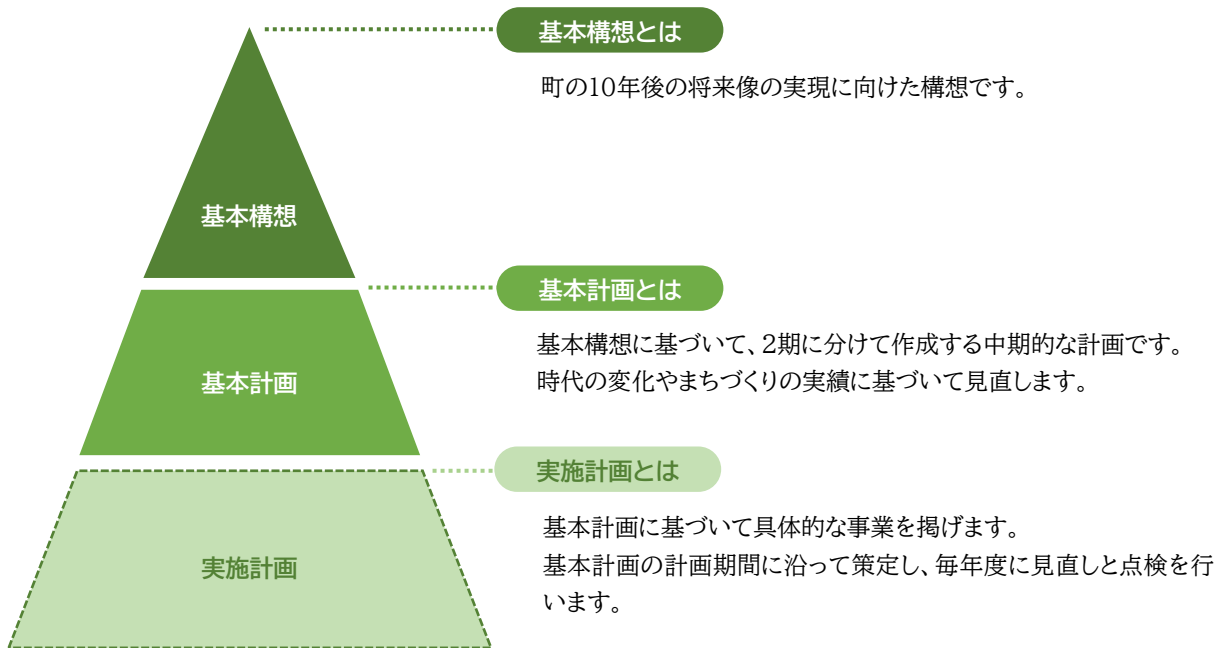 基本構想とは
町の10年後の将来像の実現に向けた構想です。
基本構想
基本計画とは
基本構想に基づいて、2期に分けて作成する中期的な計画です。
時代の変化やまちづくりの実績に基づいて見直します。
基本計画
実施計画とは
基本計画に基づいて具体的な事業を掲げます。
基本計画の計画期間に沿って策定し、毎年度に見直しと点検を行
います。
実施計画